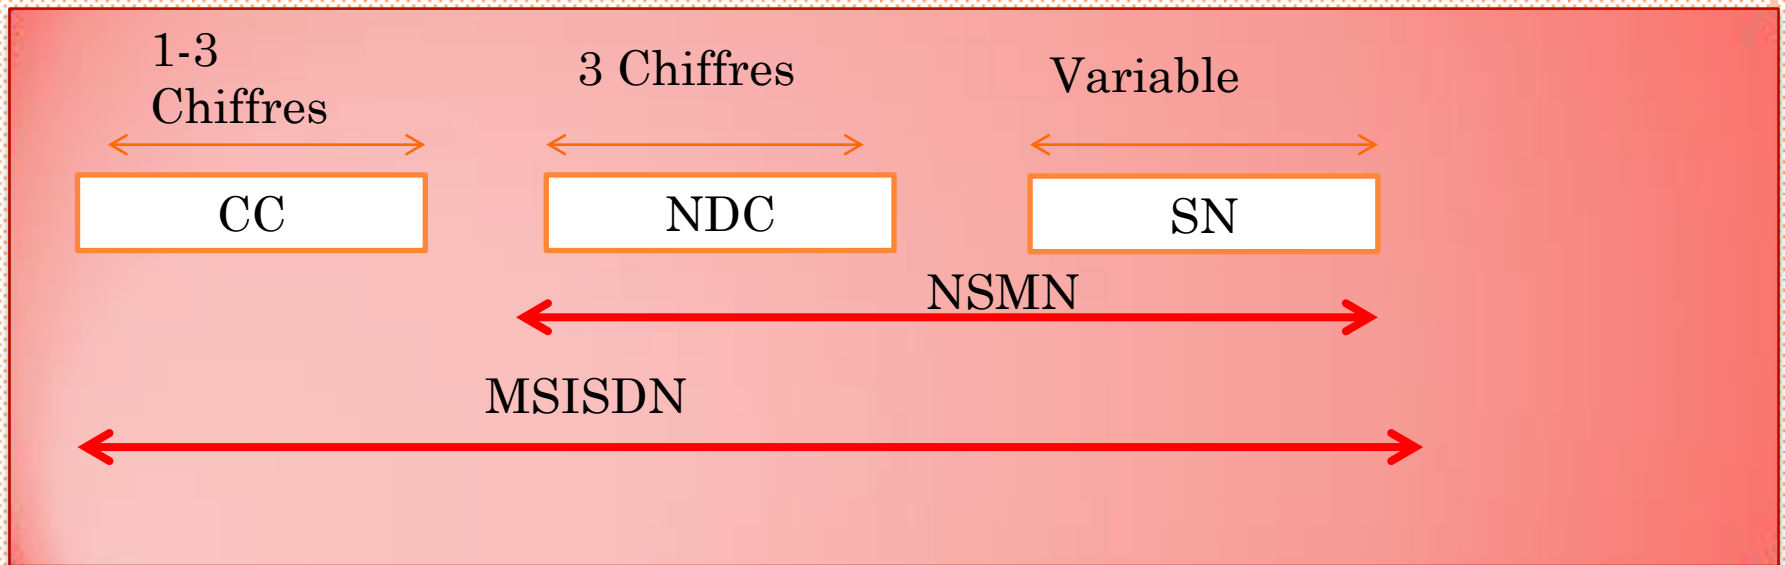 1-3
Chiffres
3 Chiffres
Variable
CC
NDC
SN
NSMN
MSISDN